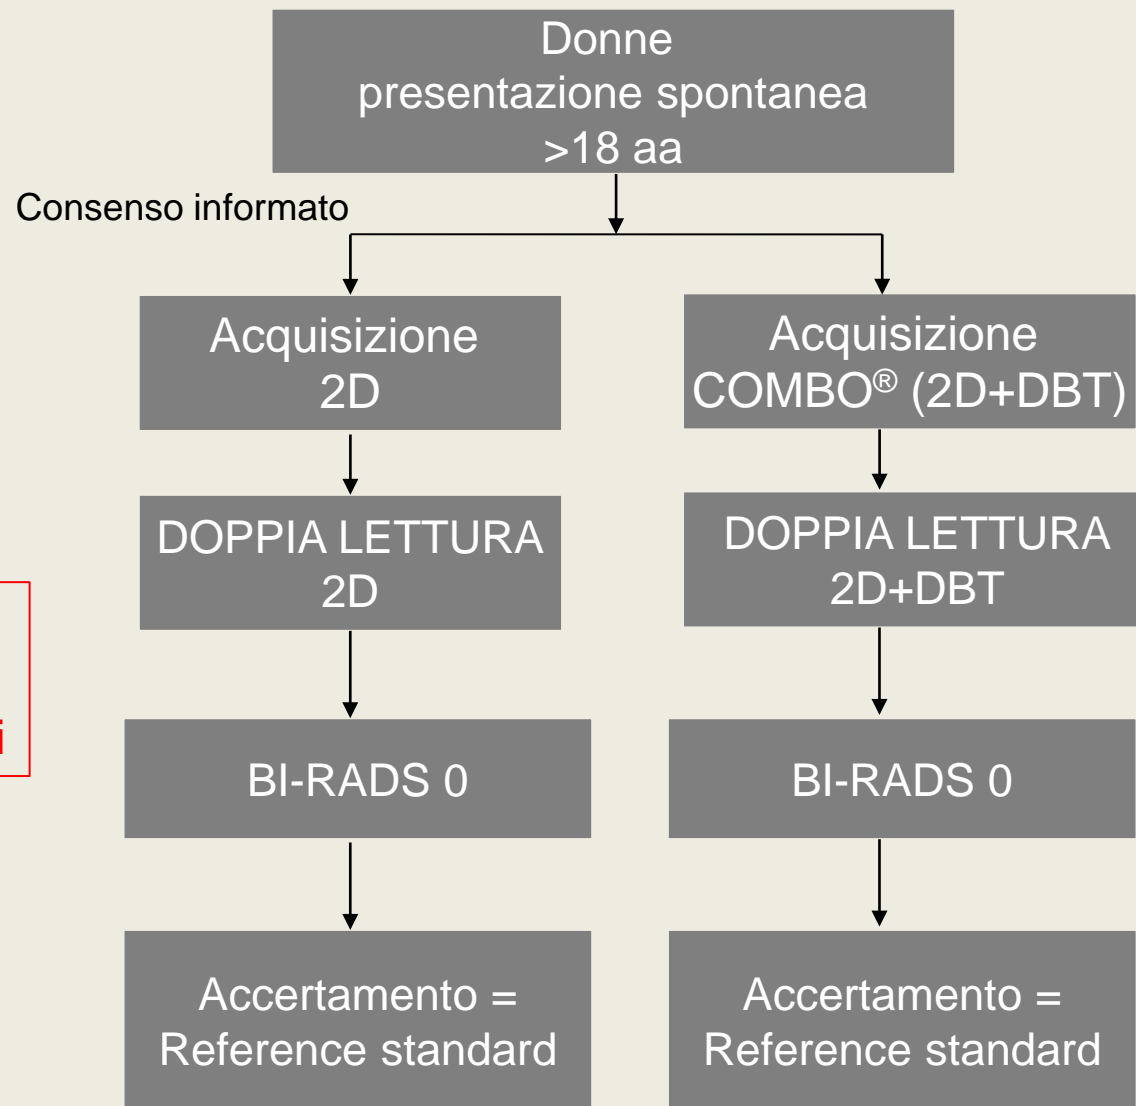 Donne
presentazione spontanea
>18 aa
Consenso informato
Acquisizione
2D
Acquisizione
COMBO® (2D+DBT)
DOPPIA LETTURA
2D
DOPPIA LETTURA
2D+DBT
BI-RADS 0
BI-RADS 0
Accertamento =
Reference standard
Accertamento =
Reference standard